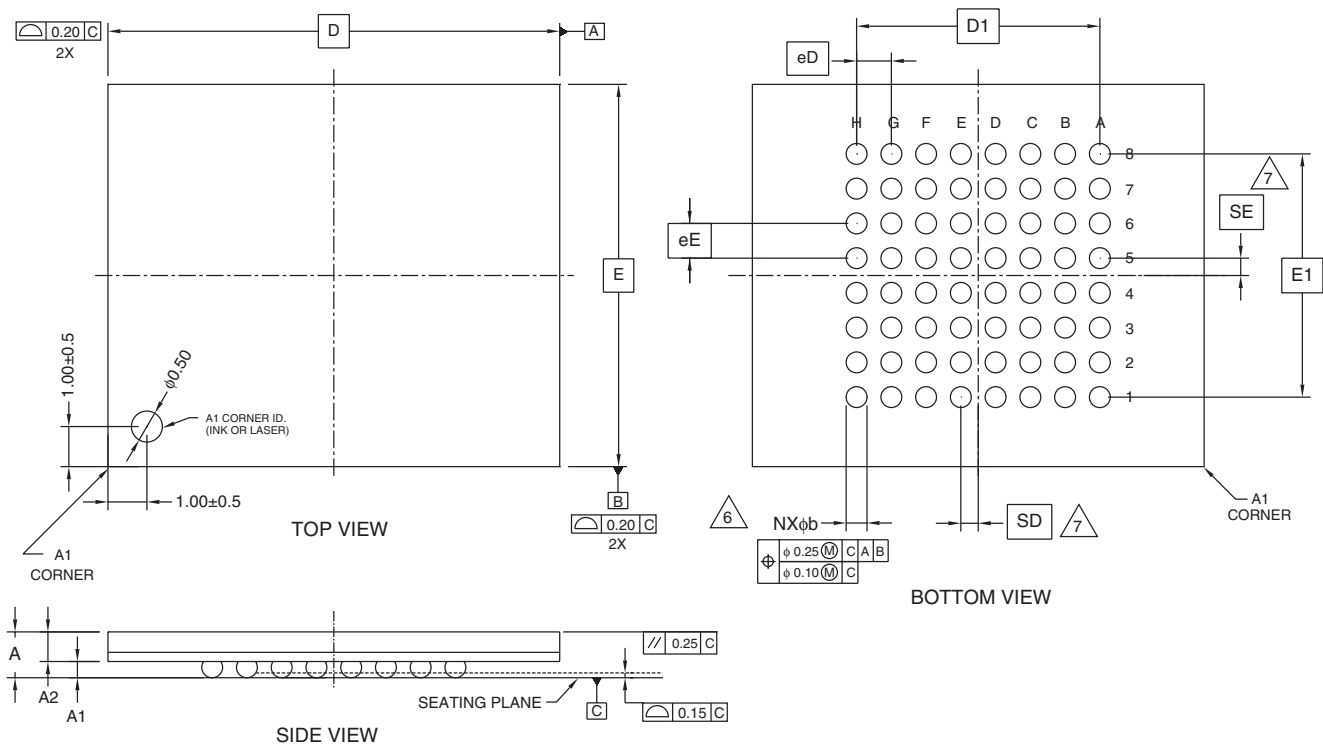 ⌓ 0.20 C
2X
D
A
E
1.00±0.5
φ0.50
A1 CORNER ID.
(INK OR LASER)
1.00±0.5
B
⌓ 0.20 C
2X
TOP VIEW
A1
CORNER
D1
eD
H G F E D C B A
8
7
6
5
4
3
2
1
7
SE
eE
E1
6
NXφb
⌖ φ 0.25 Ⓜ C A B
φ 0.10 Ⓜ C
SD
7
A1
CORNER
BOTTOM VIEW
A
A2
A1
// 0.25 C
SEATING PLANE
C
⌓ 0.15 C
SIDE VIEW